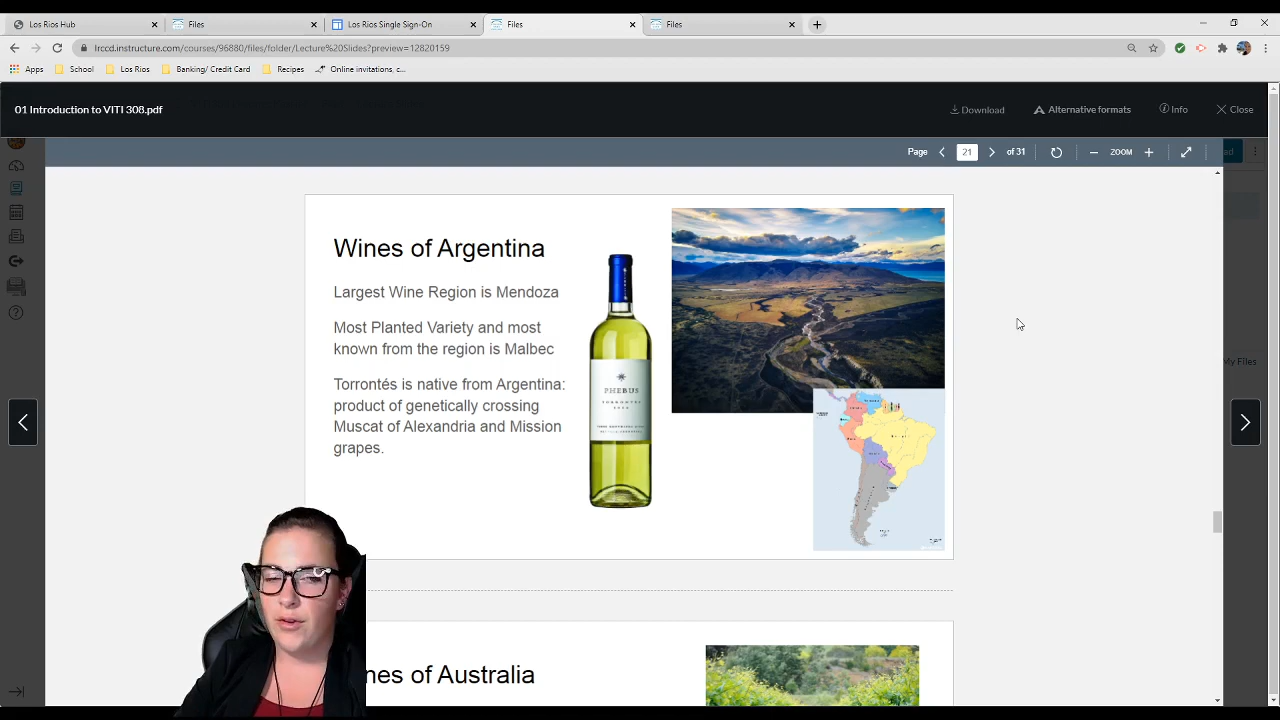 Los Rios Hub
Files
Los Rios Single Sign-On
Files
Files
lrccd.instructure.com/courses/96880/files/folder/Lecture%20Slides?preview=12820159
Apps School Los Rios Banking/ Credit Card Recipes Online invitations, c...
01 Introduction to VITI 308.pdf
Download Alternative formats Info Close
Page 21 of 31 ZOOM
Wines of Argentina
Largest Wine Region is Mendoza
Most Planted Variety and most
known from the region is Malbec
Torrontés is native from Argentina:
product of genetically crossing
Muscat of Alexandria and Mission
grapes.
PHEBUS
TORRONTES
My Files
nes of Australia